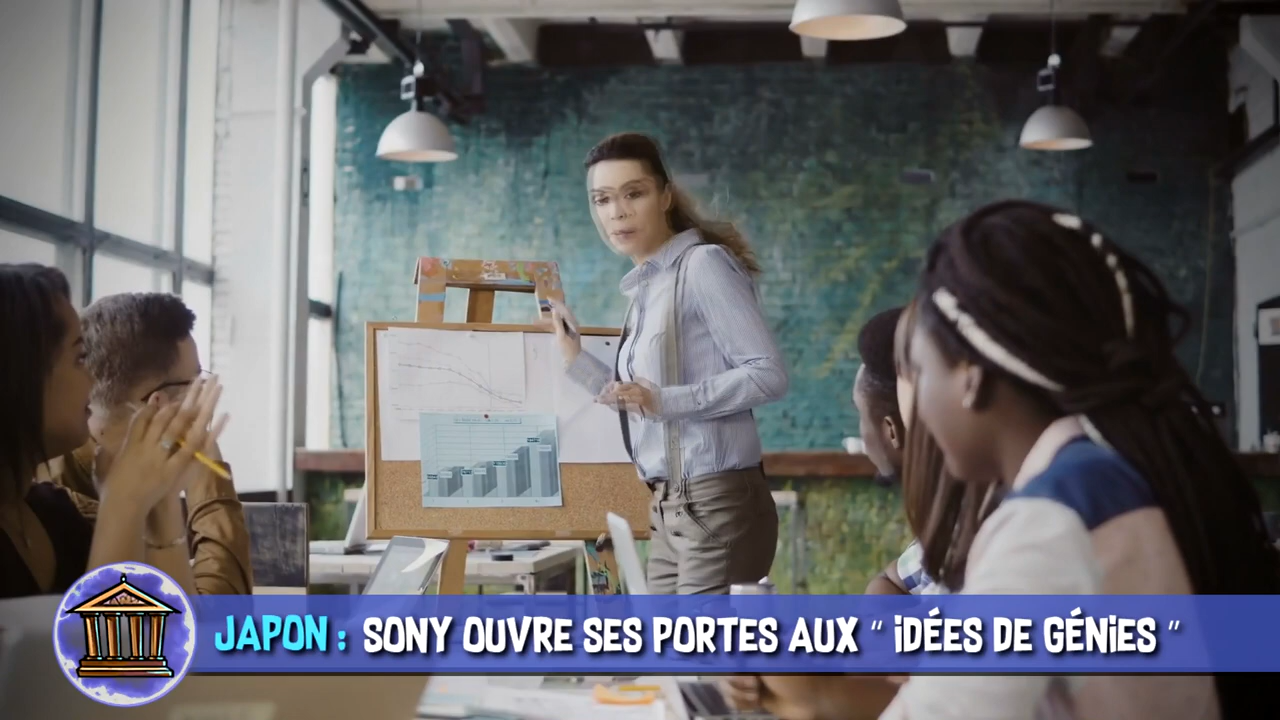 JAPON : SONY OUVRE SES PORTES AUX “ IDÉES DE GÉNIES ”